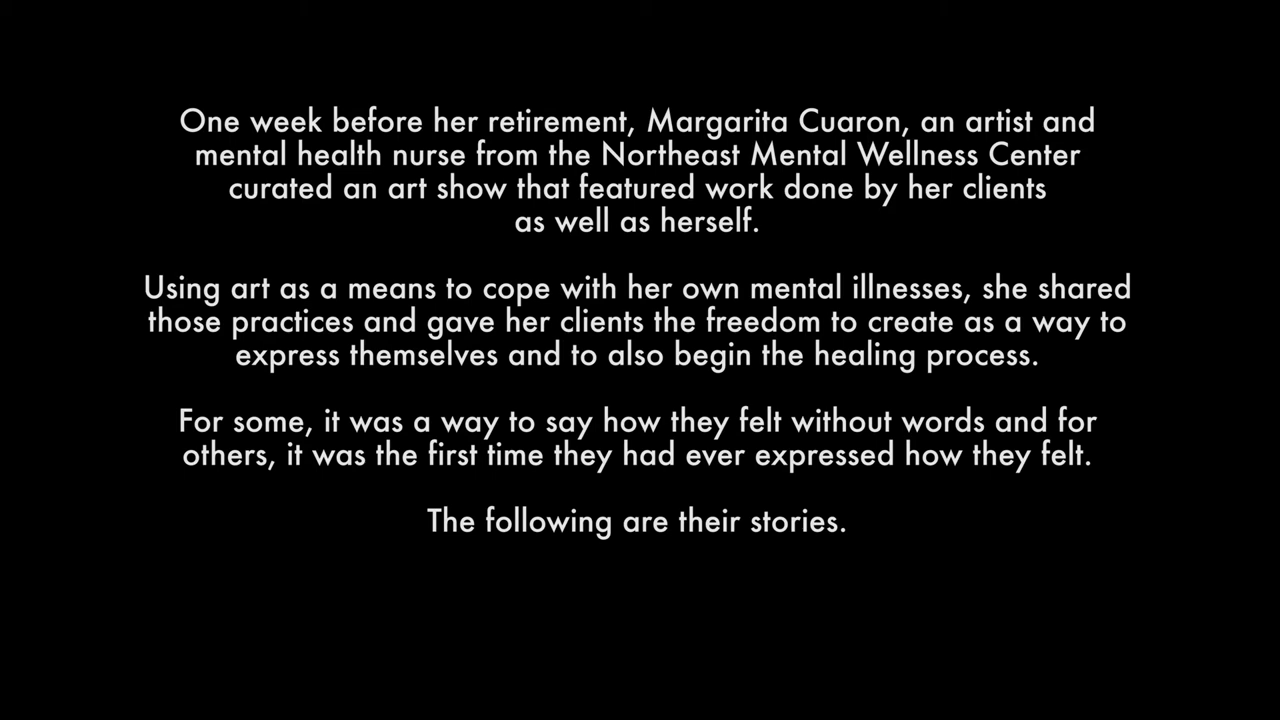 One week before her retirement, Margarita Cuaron, an artist and
mental health nurse from the Northeast Mental Wellness Center
curated an art show that featured work done by her clients
as well as herself.
Using art as a means to cope with her own mental illnesses, she shared
those practices and gave her clients the freedom to create as a way to
express themselves and to also begin the healing process.
For some, it was a way to say how they felt without words and for
others, it was the first time they had ever expressed how they felt.
The following are their stories.